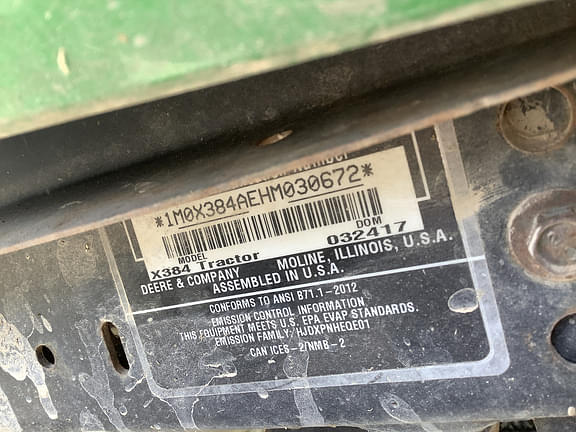 Number
*1M0X384AEHM030672*
MODEL DOM
X384 Tractor 032417
DEERE & COMPANY MOLINE, ILLINOIS, U.S.A.
ASSEMBLED IN U.S.A.
CONFORMS TO ANSI B71.1-2012
EMISSION CONTROL INFORMATION
THIS EQUIPMENT MEETS U.S. EPA EVAP STANDARDS.
EMISSION FAMILY: HJDXPNHEQE01
CAN ICES-2/NMB-2